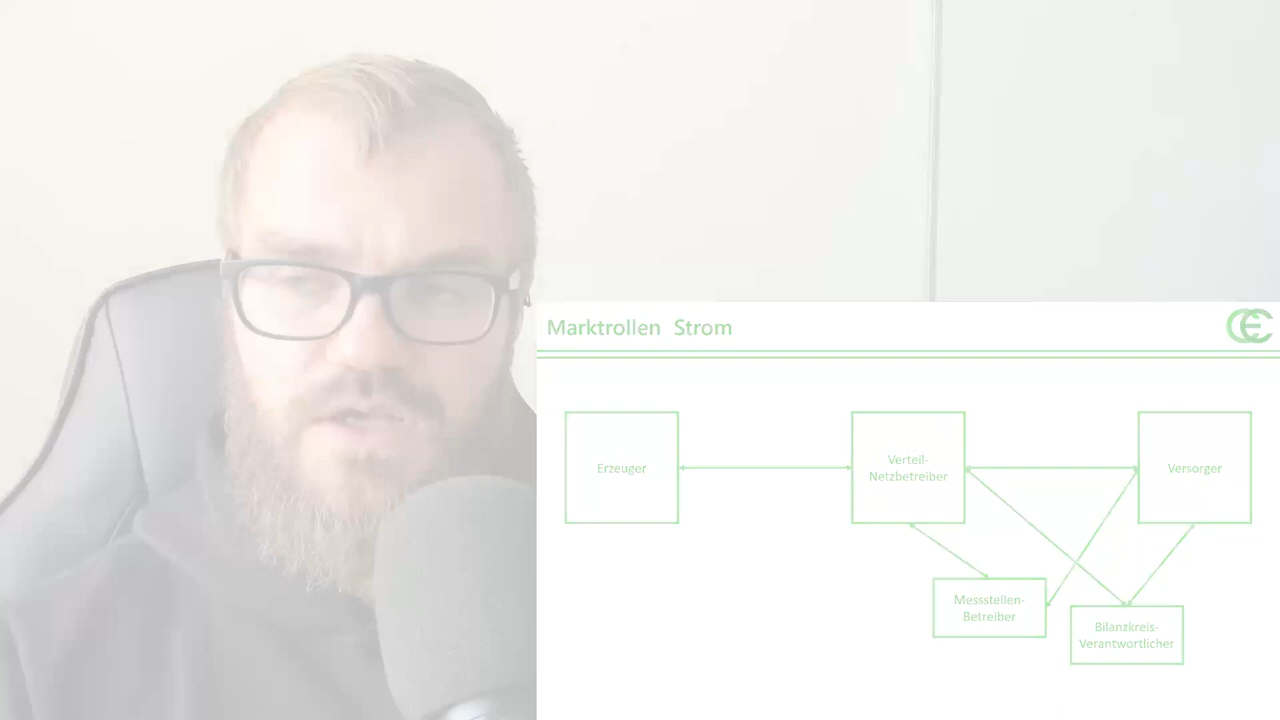 Marktrollen Strom
Erzeuger
Verteil-
Netzbetreiber
Versorger
Messstellen-
Betreiber
Bilanzkreis-
Verantwortlicher